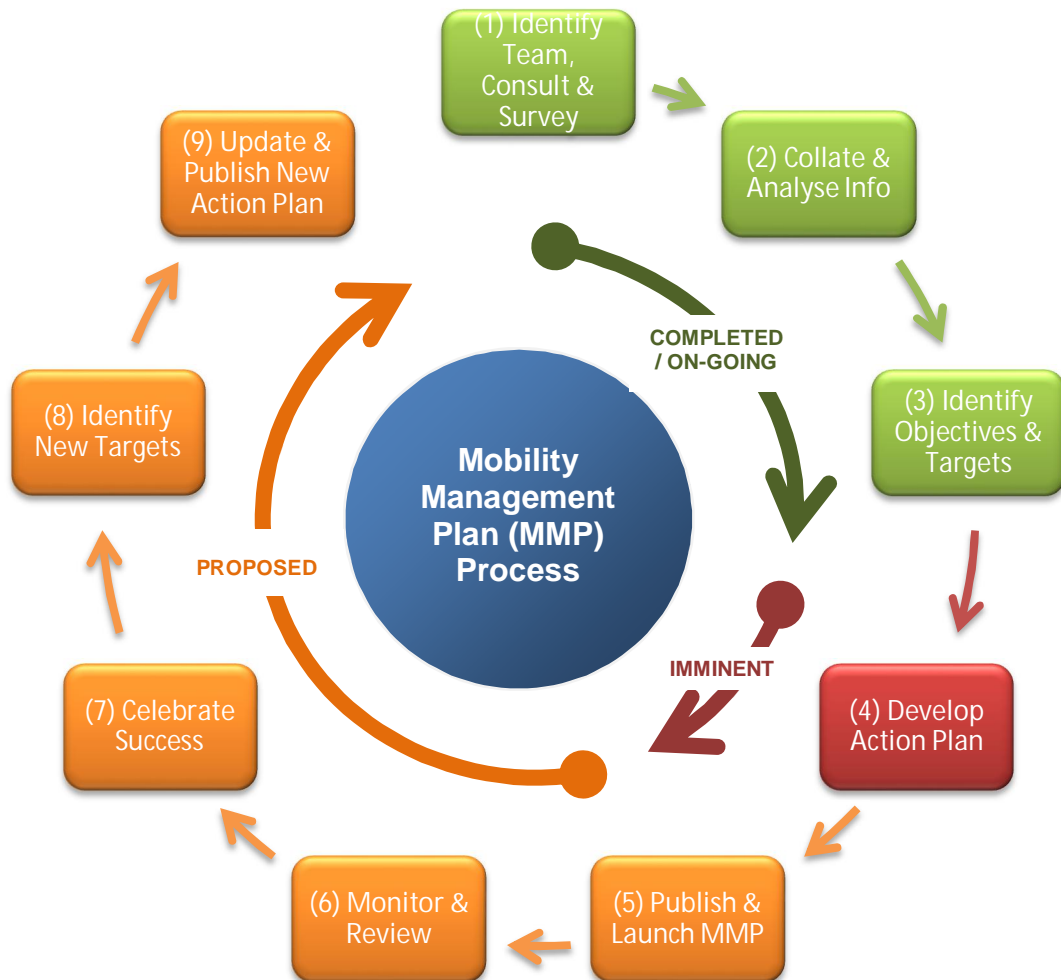 (1) Identify
Team,
Consult &
Survey
(2) Collate &
Analyse Info
(3) Identify
Objectives &
Targets
(4) Develop
Action Plan
(5) Publish &
Launch MMP
(6) Monitor &
Review
(7) Celebrate
Success
(8) Identify
New Targets
(9) Update &
Publish New
Action Plan
COMPLETED
/ ON-GOING
IMMINENT
PROPOSED
Mobility
Management
Plan (MMP)
Process